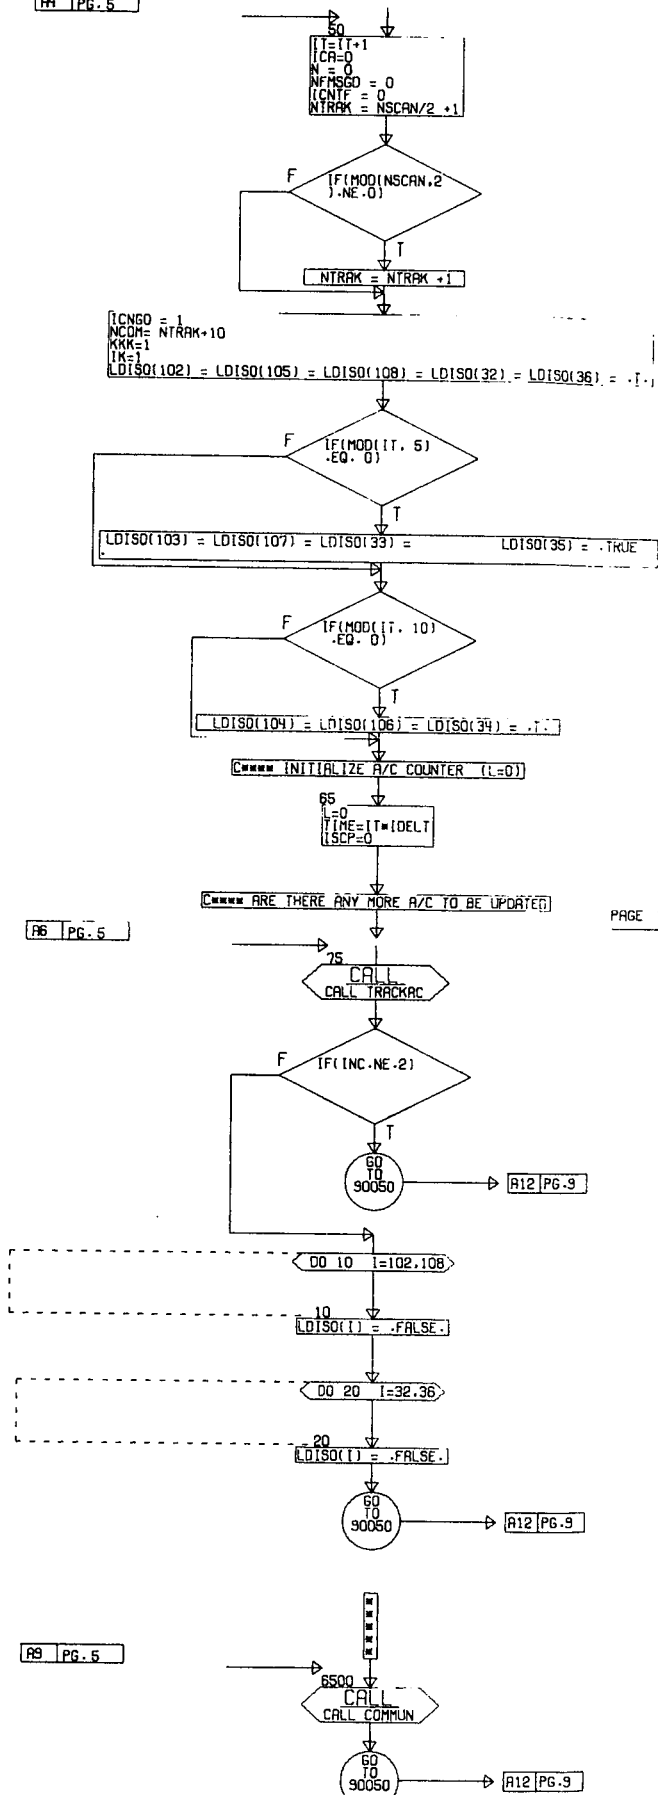 A4 PG.5
50
IT=IT+1
ICA=0
N = 0
NFMSGO = 0
ICNTF = 0
NTRAK = NSCAN/2 +1
F
IF(MOD(NSCAN,2
).NE.0)
T
NTRAK = NTRAK +1
ICNGO = 1
NCOM= NTRAK+10
KKK=1
IK=1
LDISO(102) = LDISO(105) = LDISO(108) = LDISO(32) = LDISO(36) = .T.
F
IF(MOD(IT, 5)
.EQ. 0)
T
LDISO(103) = LDISO(107) = LDISO(33) = LDISO(35) = .TRUE
.
F
IF(MOD(IT, 10)
.EQ. 0)
T
LDISO(104) = LDISO(106) = LDISO(34) = .T.
C**** INITIALIZE A/C COUNTER (L=0)
65
L=0
TIME=IT*IDELT
ISCP=0
C**** ARE THERE ANY MORE A/C TO BE UPDATED
PAGE
A6 PG.5
75
CALL
CALL TRACKAC
F
IF(INC.NE.2)
T
GO
TO
90050
A12 PG.9
DO 10 I=102,108
10
LDISO(I) = .FALSE.
DO 20 I=32,36
20
LDISO(I) = .FALSE.
GO
TO
90050
A12 PG.9
*
*
*
*
*
A9 PG.5
6500
CALL
CALL COMMUN
GO
TO
90050
A12 PG.9